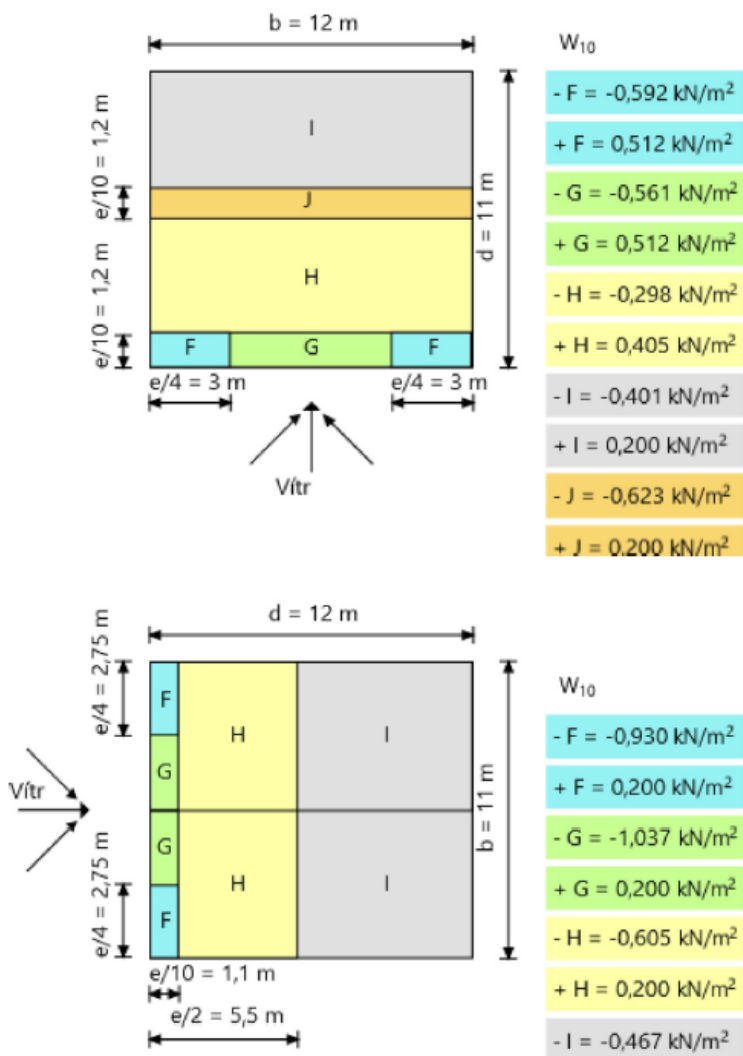 b = 12 m
W₁₀
e/10 = 1,2 m
I
J
d = 11 m
H
e/10 = 1,2 m
F
G
F
e/4 = 3 m
e/4 = 3 m
Vítr
- F = -0,592 kN/m²
+ F = 0,512 kN/m²
- G = -0,561 kN/m²
+ G = 0,512 kN/m²
- H = -0,298 kN/m²
+ H = 0,405 kN/m²
- I = -0,401 kN/m²
+ I = 0,200 kN/m²
- J = -0,623 kN/m²
+ J = 0,200 kN/m²
d = 12 m
W₁₀
e/4 = 2,75 m
F
H
I
G
Vítr
G
H
I
F
e/4 = 2,75 m
b = 11 m
e/10 = 1,1 m
e/2 = 5,5 m
- F = -0,930 kN/m²
+ F = 0,200 kN/m²
- G = -1,037 kN/m²
+ G = 0,200 kN/m²
- H = -0,605 kN/m²
+ H = 0,200 kN/m²
- I = -0,467 kN/m²